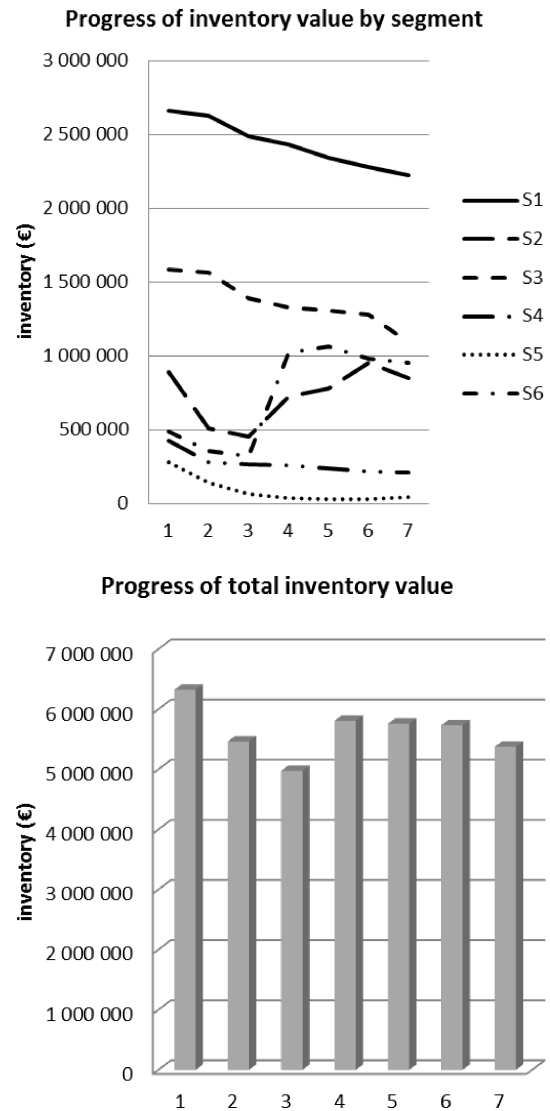 Progress of inventory value by segment
3 000 000
2 500 000
2 000 000
1 500 000
1 000 000
500 000
0
inventory (€)
1 2 3 4 5 6 7
S1
S2
S3
S4
S5
S6
Progress of total inventory value
7 000 000
6 000 000
5 000 000
4 000 000
3 000 000
2 000 000
1 000 000
0
inventory (€)
1 2 3 4 5 6 7